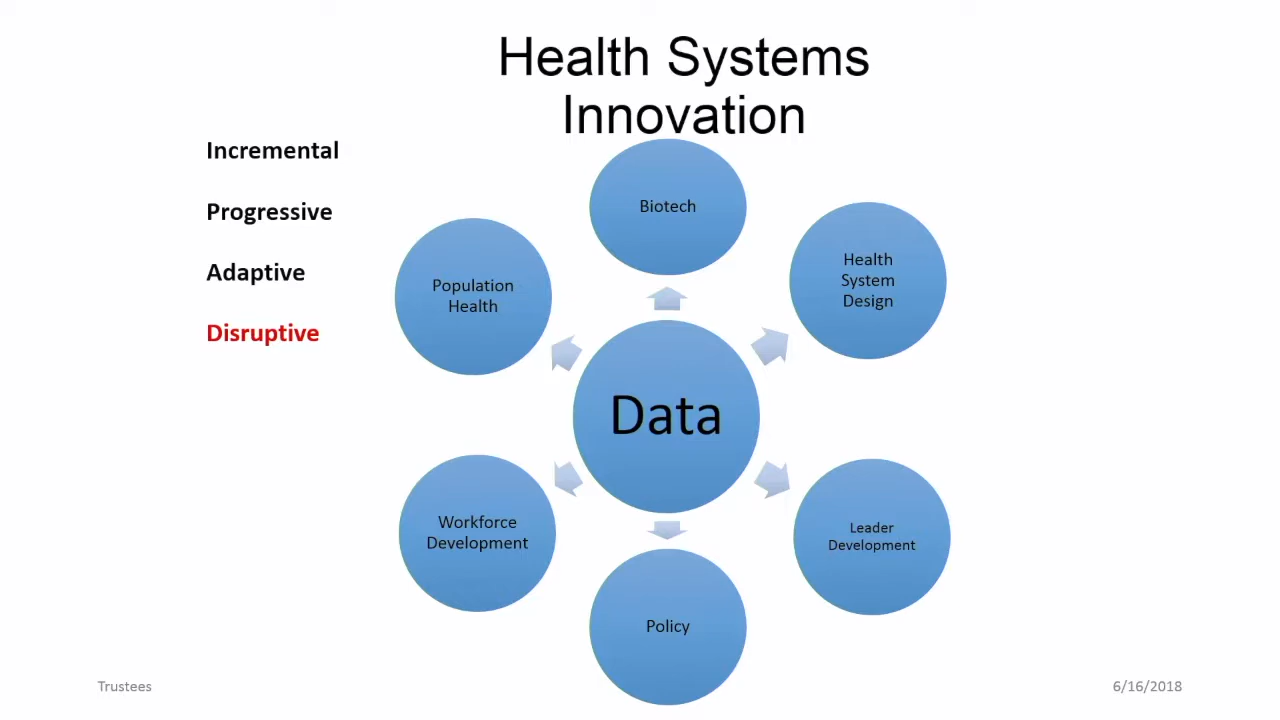 Health Systems
Innovation
Incremental
Progressive
Adaptive
Disruptive
Biotech
Health
System
Design
Population
Health
Data
Workforce
Development
Leader
Development
Policy
Trustees
6/16/2018